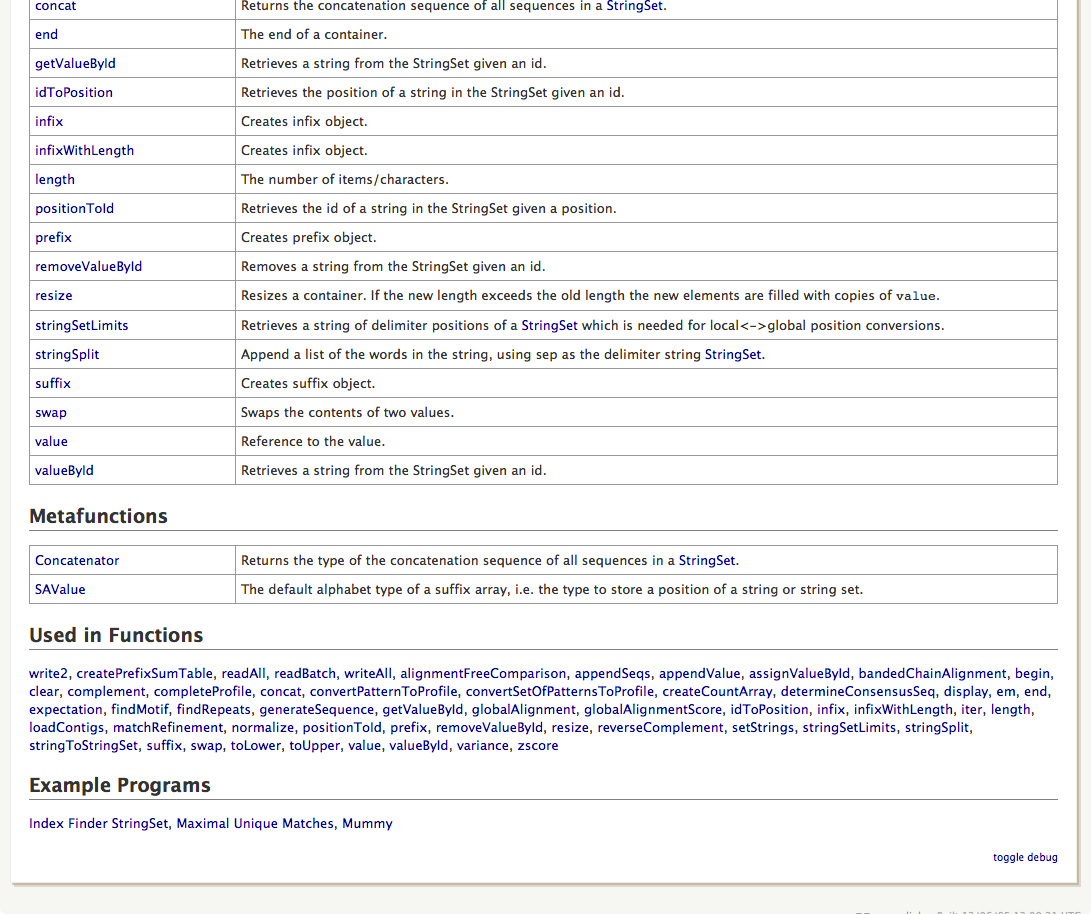 concat Returns the concatenation sequence of all sequences in a StringSet.
end The end of a container.
getValueById Retrieves a string from the StringSet given an id.
idToPosition Retrieves the position of a string in the StringSet given an id.
infix Creates infix object.
infixWithLength Creates infix object.
length The number of items/characters.
positionToId Retrieves the id of a string in the StringSet given a position.
prefix Creates prefix object.
removeValueById Removes a string from the StringSet given an id.
resize Resizes a container. If the new length exceeds the old length the new elements are filled with copies of value.
stringSetLimits Retrieves a string of delimiter positions of a StringSet which is needed for local<->global position conversions.
stringSplit Append a list of the words in the string, using sep as the delimiter string StringSet.
suffix Creates suffix object.
swap Swaps the contents of two values.
value Reference to the value.
valueById Retrieves a string from the StringSet given an id.
Metafunctions
Concatenator Returns the type of the concatenation sequence of all sequences in a StringSet.
SAValue The default alphabet type of a suffix array, i.e. the type to store a position of a string or string set.
Used in Functions
write2, createPrefixSumTable, readAll, readBatch, writeAll, alignmentFreeComparison, appendSeqs, appendValue, assignValueById, bandedChainAlignment, begin,
clear, complement, completeProfile, concat, convertPatternToProfile, convertSetOfPatternsToProfile, createCountArray, determineConsensusSeq, display, em, end,
expectation, findMotif, findRepeats, generateSequence, getValueById, globalAlignment, globalAlignmentScore, idToPosition, infix, infixWithLength, iter, length,
loadContigs, matchRefinement, normalize, positionToId, prefix, removeValueById, resize, reverseComplement, setStrings, stringSetLimits, stringSplit,
stringToStringSet, suffix, swap, toLower, toUpper, value, valueById, variance, zscore
Example Programs
Index Finder StringSet, Maximal Unique Matches, Mummy
toggle debug